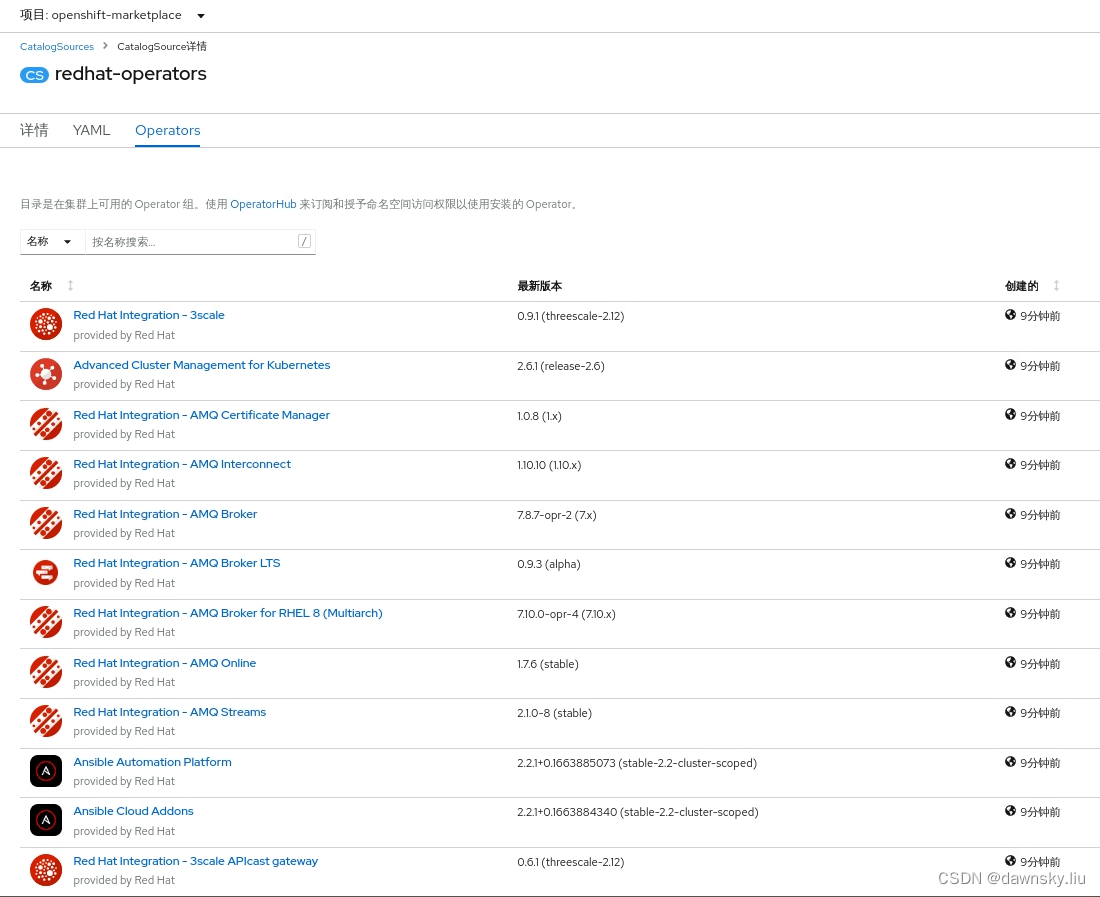 项目: openshift-marketplace
CatalogSources CatalogSource详情
CS redhat-operators
详情 YAML Operators
目录是在集群上可用的 Operator 组。使用 OperatorHub 来订阅和授予命名空间访问权限以使用安装的 Operator。
名称 按名称搜索... /
名称 最新版本 创建的
Red Hat Integration - 3scale 0.9.1 (threescale-2.12) 9分钟前
provided by Red Hat
Advanced Cluster Management for Kubernetes 2.6.1 (release-2.6) 9分钟前
provided by Red Hat
Red Hat Integration - AMQ Certificate Manager 1.0.8 (1.x) 9分钟前
provided by Red Hat
Red Hat Integration - AMQ Interconnect 1.10.10 (1.10.x) 9分钟前
provided by Red Hat
Red Hat Integration - AMQ Broker 7.8.7-opr-2 (7.x) 9分钟前
provided by Red Hat
Red Hat Integration - AMQ Broker LTS 0.9.3 (alpha) 9分钟前
provided by Red Hat
Red Hat Integration - AMQ Broker for RHEL 8 (Multiarch) 7.10.0-opr-4 (7.10.x) 9分钟前
provided by Red Hat
Red Hat Integration - AMQ Online 1.7.6 (stable) 9分钟前
provided by Red Hat
Red Hat Integration - AMQ Streams 2.1.0-8 (stable) 9分钟前
provided by Red Hat
Ansible Automation Platform 2.2.1+0.1663885073 (stable-2.2-cluster-scoped) 9分钟前
provided by Red Hat
Ansible Cloud Addons 2.2.1+0.1663884340 (stable-2.2-cluster-scoped) 9分钟前
provided by Red Hat
Red Hat Integration - 3scale APIcast gateway 0.6.1 (threescale-2.12) 9分钟前
provided by Red Hat
CSDN @dawnsky.liu